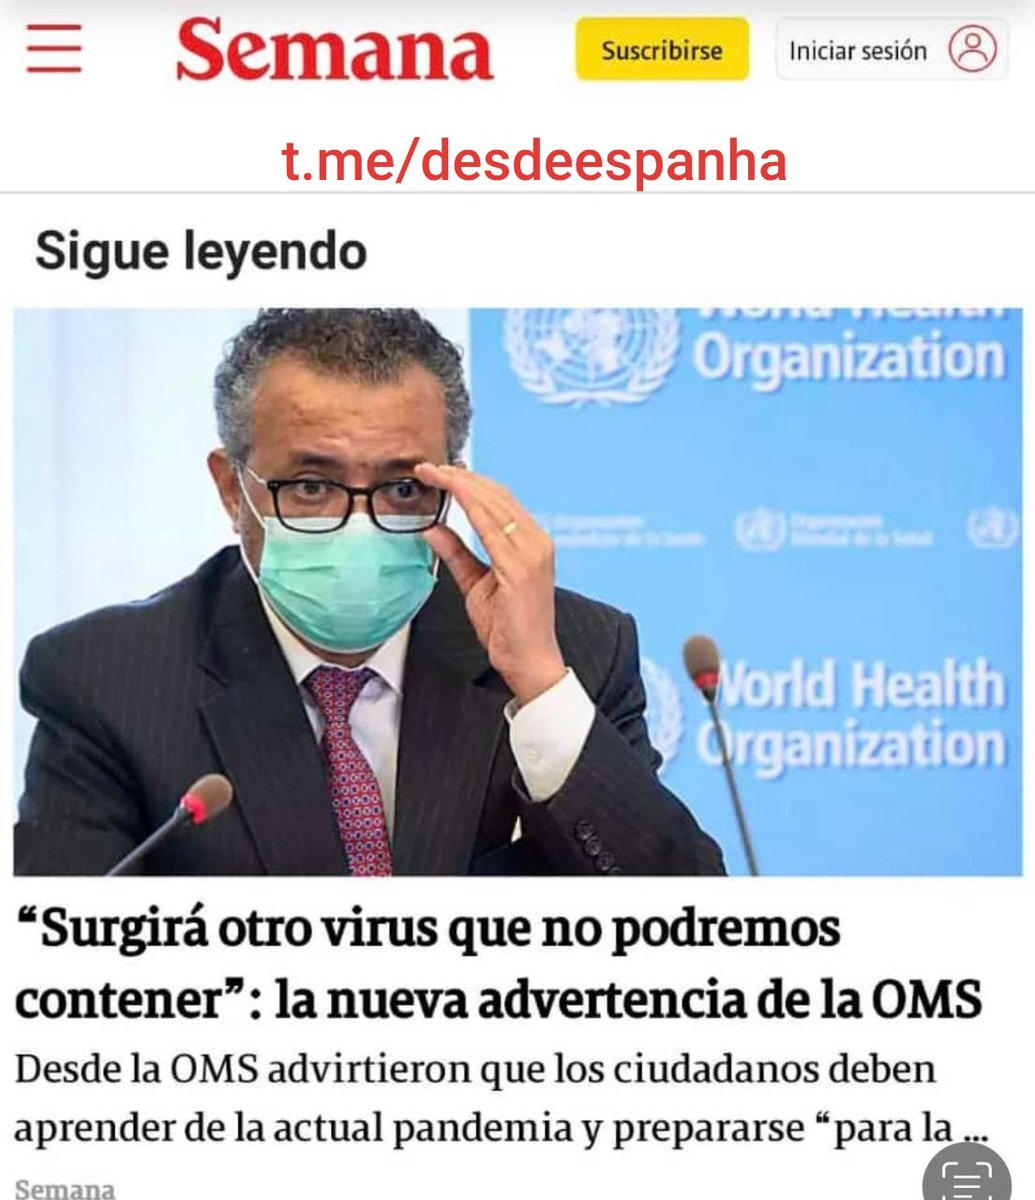 Semana
Suscribirse
Iniciar sesión
t.me/desdeespanha
Sigue leyendo
World Health
Organization
World Health
Organization
“Surgirá otro virus que no podremos
contener”: la nueva advertencia de la OMS
Desde la OMS advirtieron que los ciudadanos deben
aprender de la actual pandemia y prepararse “para la ...
Semana